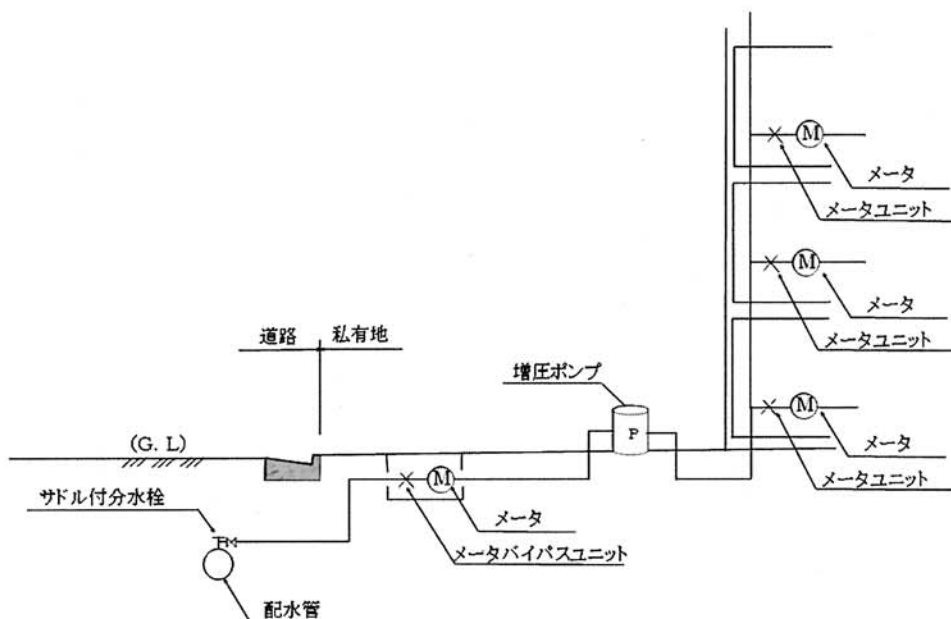 M
メータ
メータユニット
M
メータ
メータユニット
道路
私有地
増圧ポンプ
P
M
メータ
メータユニット
(G. L)
サドル付分水栓
M
メータ
メータバイパスユニット
配水管